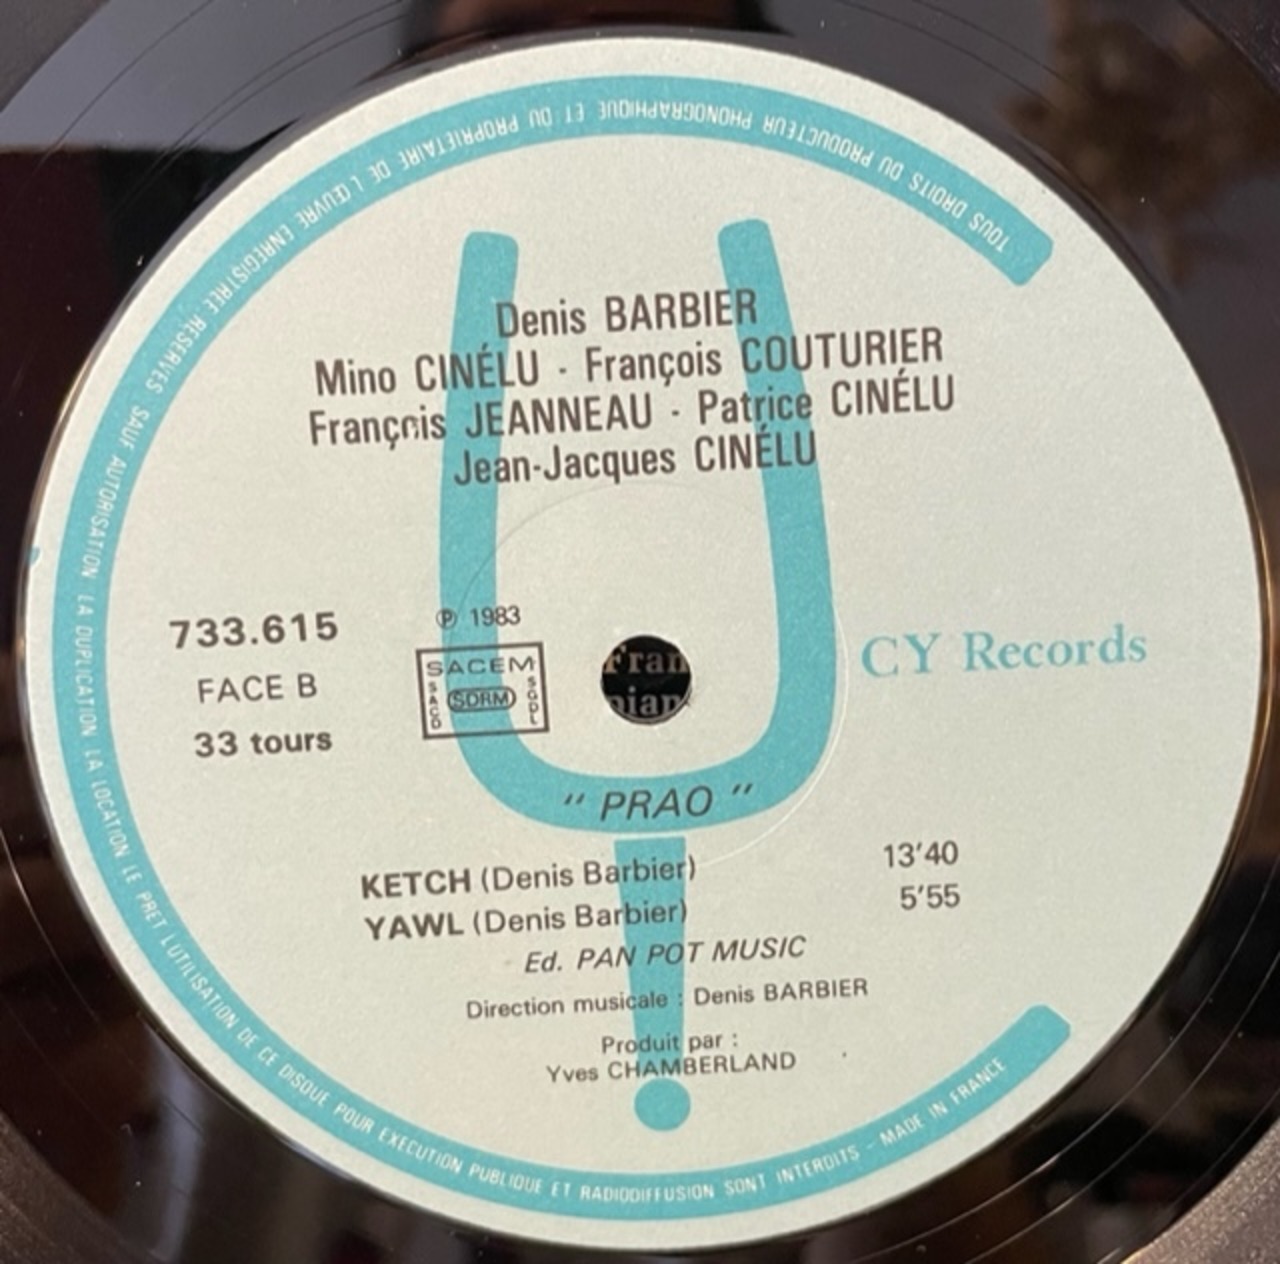 TOUS DROITS DU PRODUCTEUR PHONOGRAPHIQUE ET DU PROPRIETAIRE DE L'ŒUVRE ENREGISTREE RESERVES SAUF AUTORISATION LA DUPLICATION LA LOCATION LE PRET L'UTILISATION DE CE DISQUE POUR EXECUTION PUBLIQUE ET RADIODIFFUSION SONT INTERDITS - MADE IN FRANCE
Denis BARBIER
Mino CINÉLU · François COUTURIER
François JEANNEAU · Patrice CINÉLU
Jean-Jacques CINÉLU
733.615
FACE B
33 tours
℗ 1983
SACEM
SACD
SDRM
SGDL
CY Records
Fran
pian
" PRAO "
KETCH (Denis Barbier) 13'40
YAWL (Denis Barbier) 5'55
Ed. PAN POT MUSIC
Direction musicale : Denis BARBIER
Produit par :
Yves CHAMBERLAND